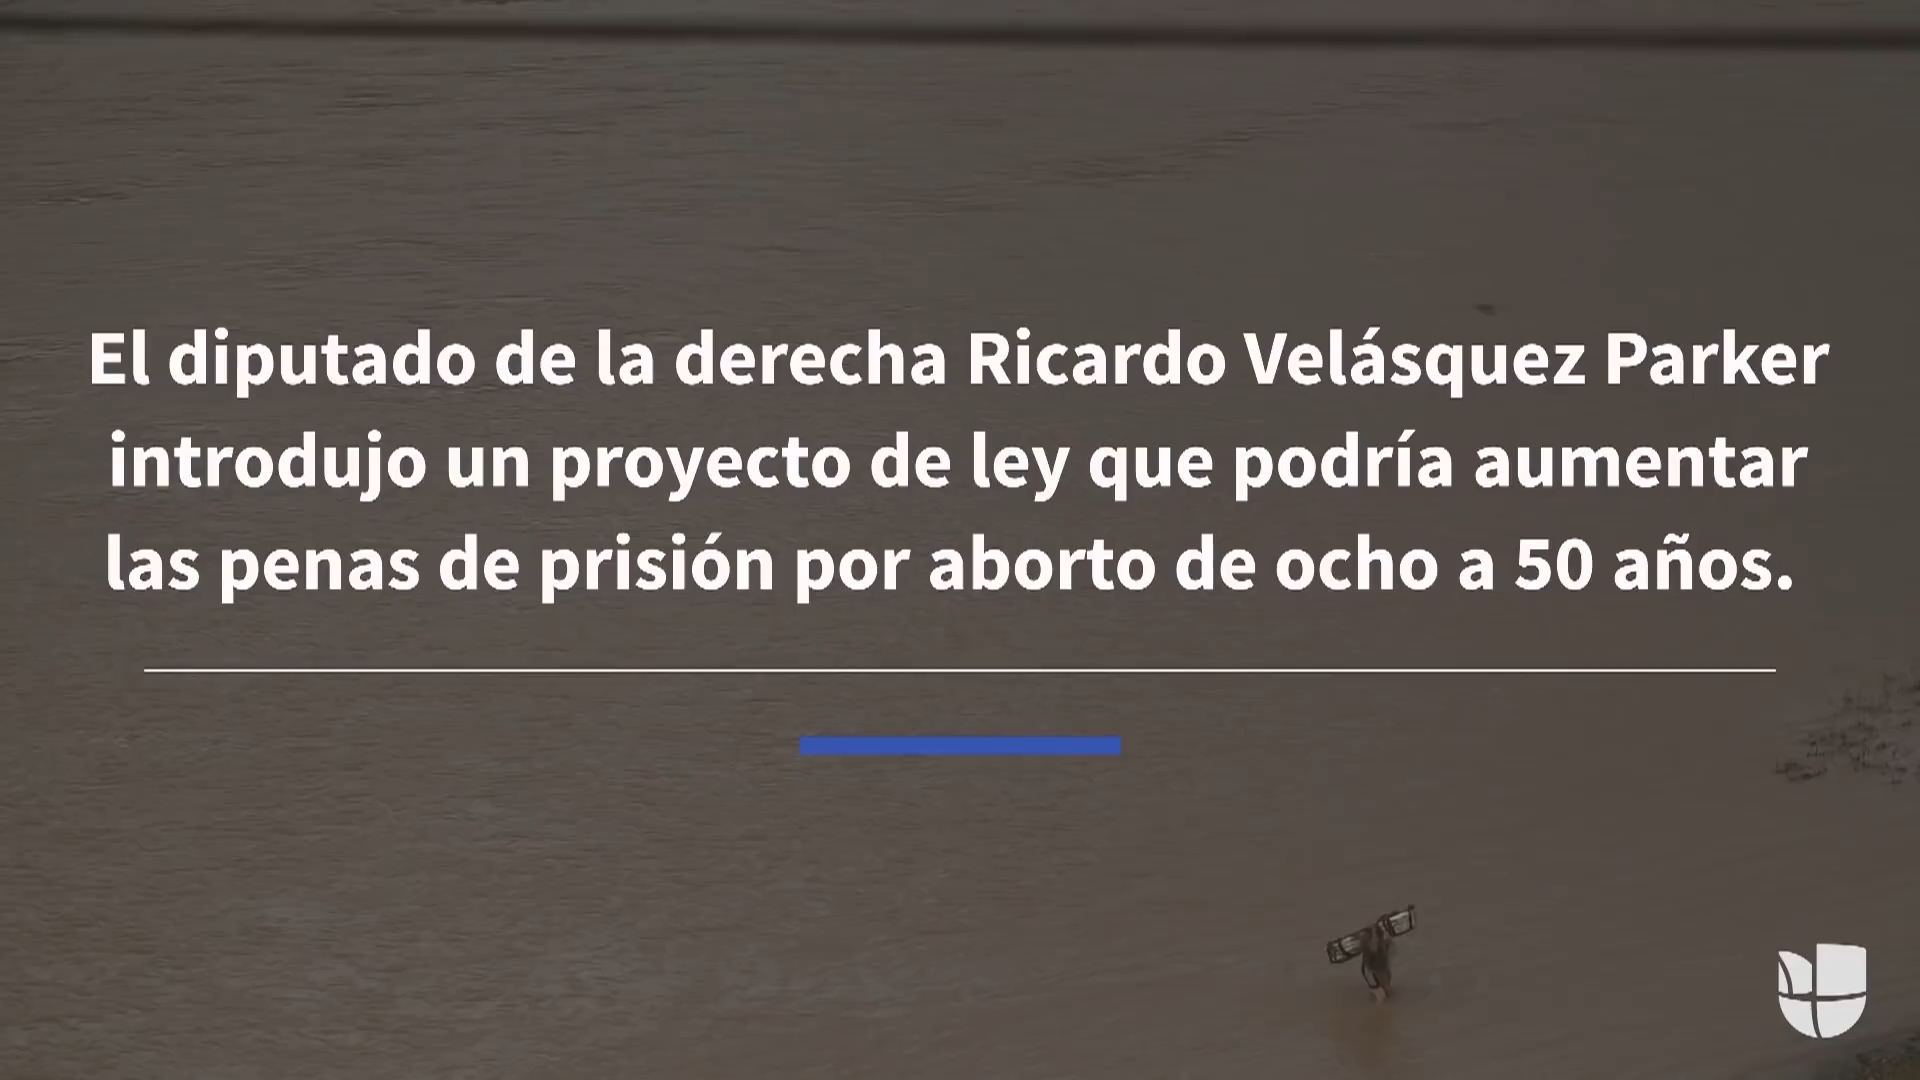 El diputado de la derecha Ricardo Velásquez Parker
introdujo un proyecto de ley que podría aumentar
las penas de prisión por aborto de ocho a 50 años.